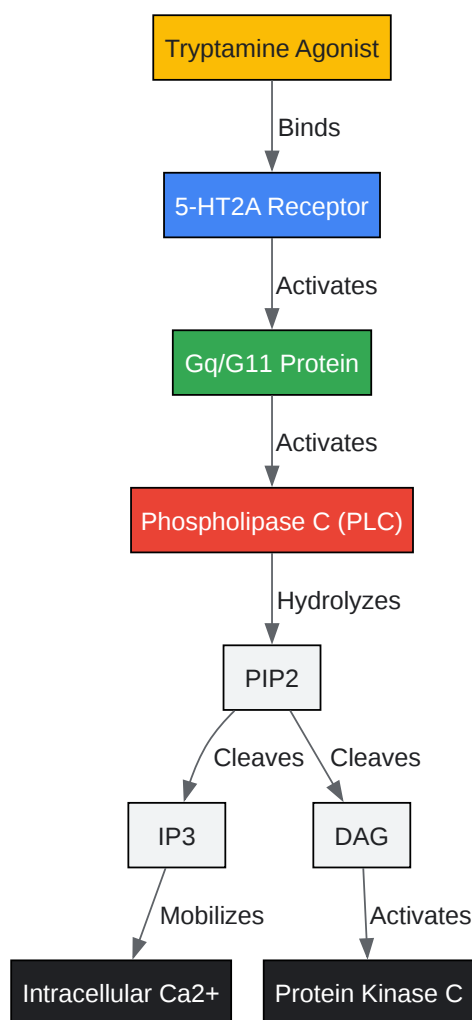 Tryptamine Agonist
Binds
5-HT2A Receptor
Activates
Gq/G11 Protein
Activates
Phospholipase C (PLC)
Hydrolyzes
PIP2
Cleaves
Cleaves
IP3
DAG
Mobilizes
Activates
Intracellular Ca2+
Protein Kinase C